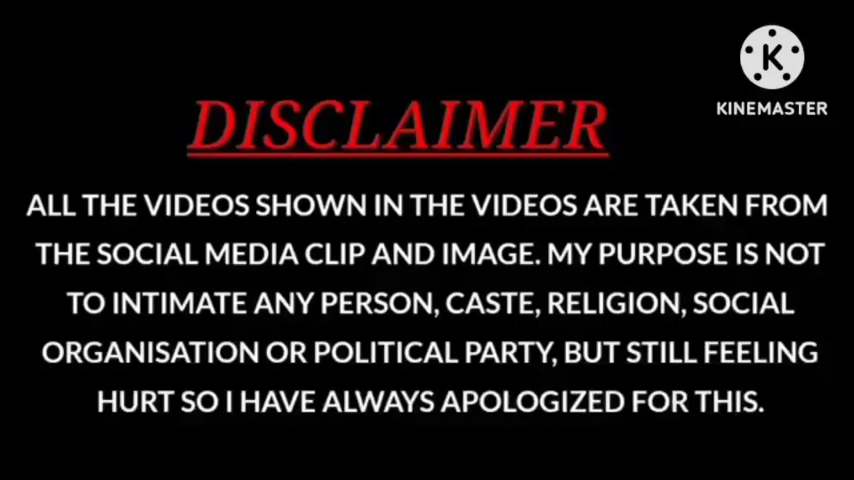 K
KINEMASTER
DISCLAIMER
ALL THE VIDEOS SHOWN IN THE VIDEOS ARE TAKEN FROM
THE SOCIAL MEDIA CLIP AND IMAGE. MY PURPOSE IS NOT
TO INTIMATE ANY PERSON, CASTE, RELIGION, SOCIAL
ORGANISATION OR POLITICAL PARTY, BUT STILL FEELING
HURT SO I HAVE ALWAYS APOLOGIZED FOR THIS.